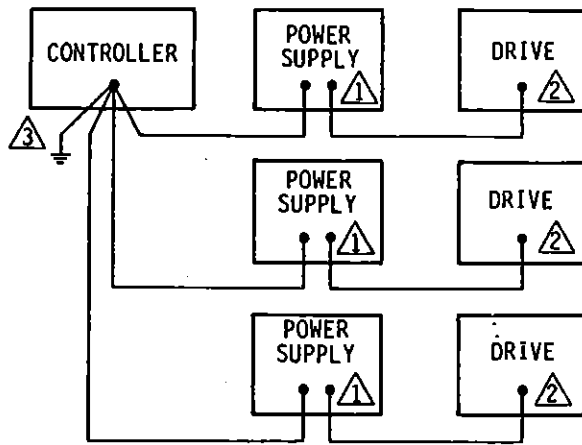 CONTROLLER
POWER
SUPPLY
1
DRIVE
2
3
POWER
SUPPLY
1
DRIVE
2
POWER
SUPPLY
1
DRIVE
2